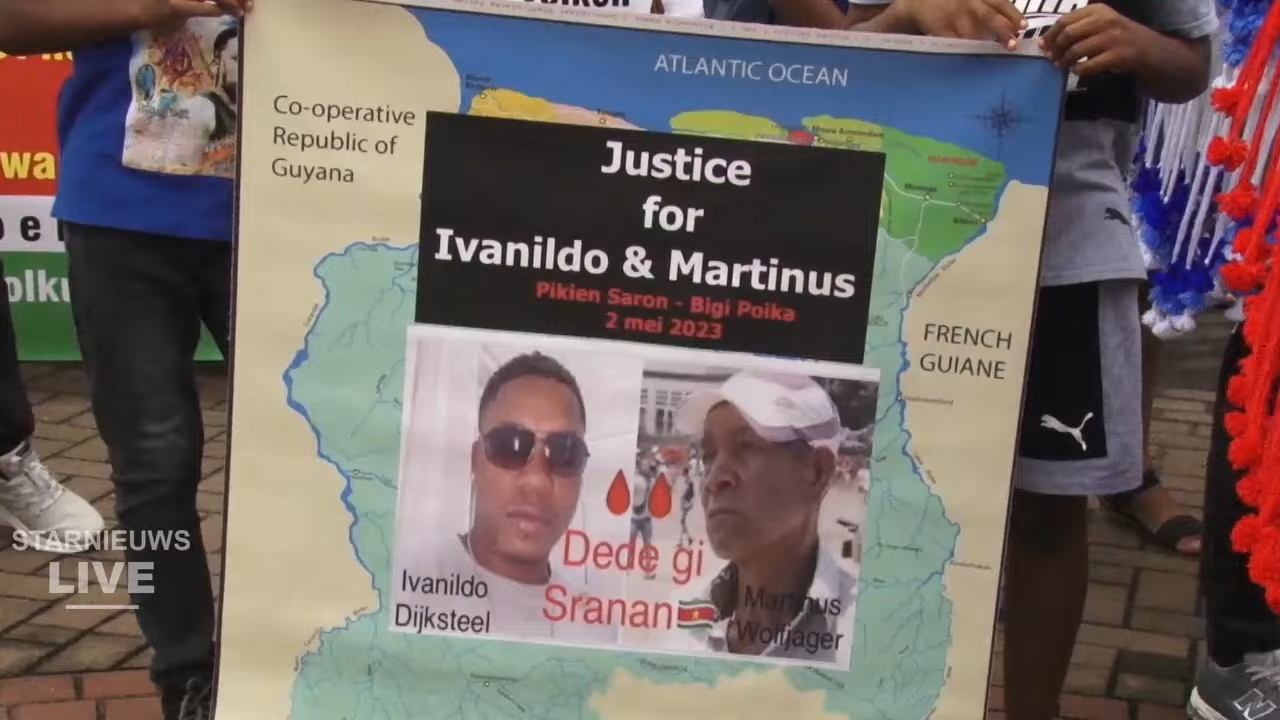 ATLANTIC OCEAN
Co-operative
Republic of
Guyana
Justice
for
Ivanildo & Martinus
Pikien Saron - Bigi Poika
2 mei 2023
FRENCH
GUIANE
Dede gi
Sranan
Ivanildo
Dijksteel
Martinus
Wolfjager
STARNIEUWS
LIVE